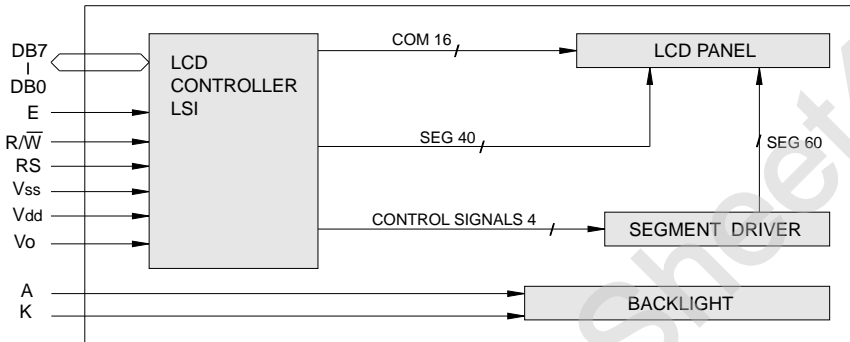 DB7
DB0
E
R/W̅
RS
Vss
Vdd
Vo
A
K
LCD
CONTROLLER
LSI
COM 16
SEG 40
CONTROL SIGNALS 4
LCD PANEL
SEG 60
SEGMENT DRIVER
BACKLIGHT